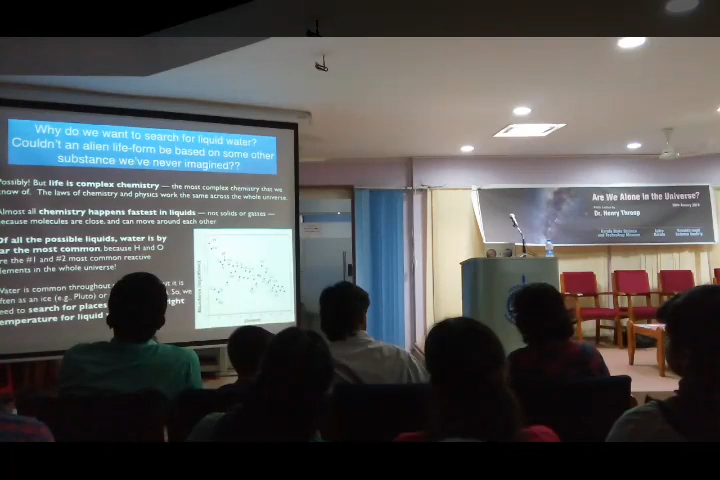 Why do we want to search for liquid water?
Couldn't an alien life-form be based on some other
substance we've never imagined??
Possibly! But life is complex chemistry — the most complex chemistry that we
know of. The laws of chemistry and physics work the same across the whole universe.
Almost all chemistry happens fastest in liquids — not solids or gasses —
because molecules are close, and can move around each other.
Of all the possible liquids, water is by
far the most common, because H and O
are the #1 and #2 most common reactive
elements in the whole universe!
Water is common throughout it is
often as an ice (e.g., Pluto) So, we
need to search for places right
temperature for liquid
Are We Alone in the Universe?
Dr. Henry Throop